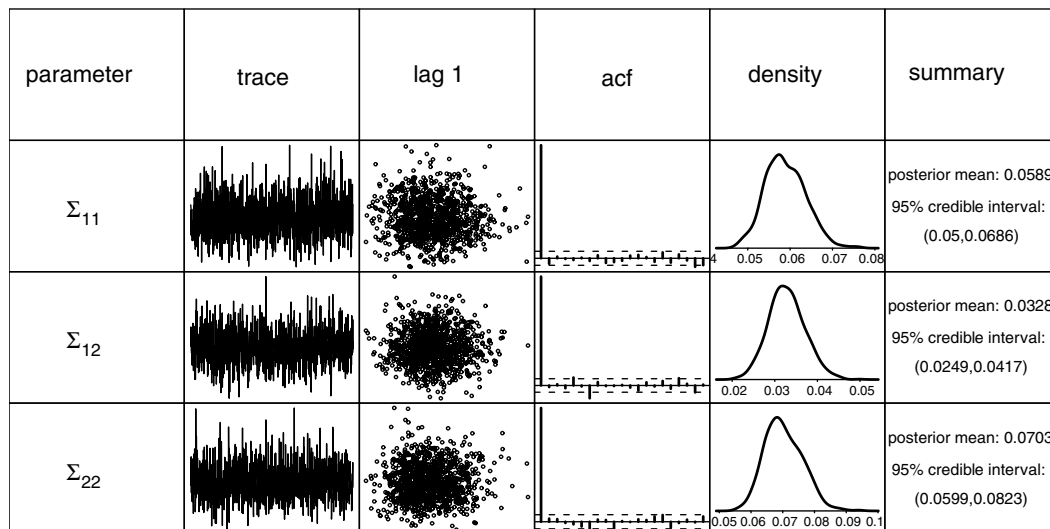 parameter trace lag 1 acf density summary
Σ11
4 0.05 0.06 0.07 0.08
posterior mean: 0.0589
95% credible interval:
(0.05,0.0686)
Σ12
0.02 0.03 0.04 0.05
posterior mean: 0.0328
95% credible interval:
(0.0249,0.0417)
Σ22
0.05 0.06 0.07 0.08 0.09 0.1
posterior mean: 0.0703
95% credible interval:
(0.0599,0.0823)